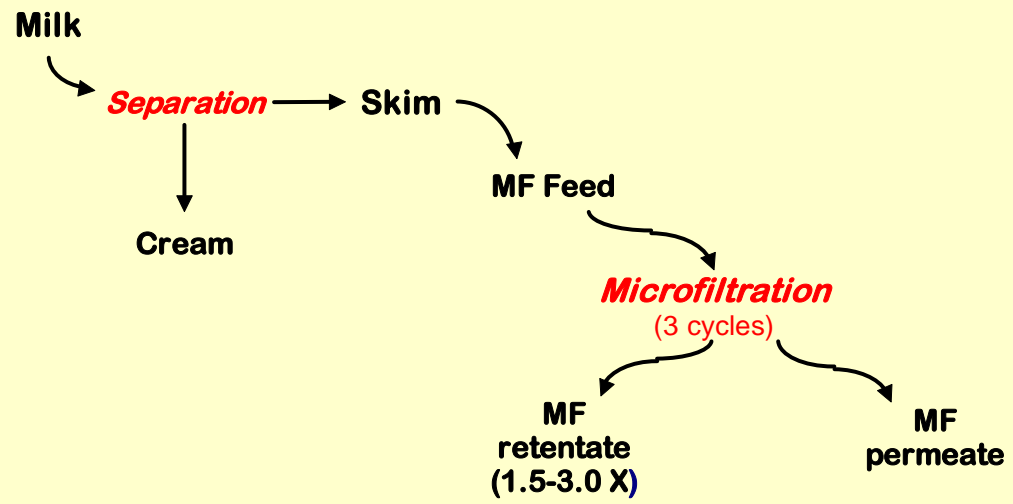 Milk
Separation
Skim
MF Feed
Cream
Microfiltration
(3 cycles)
MF
retentate
(1.5-3.0 X)
MF
permeate